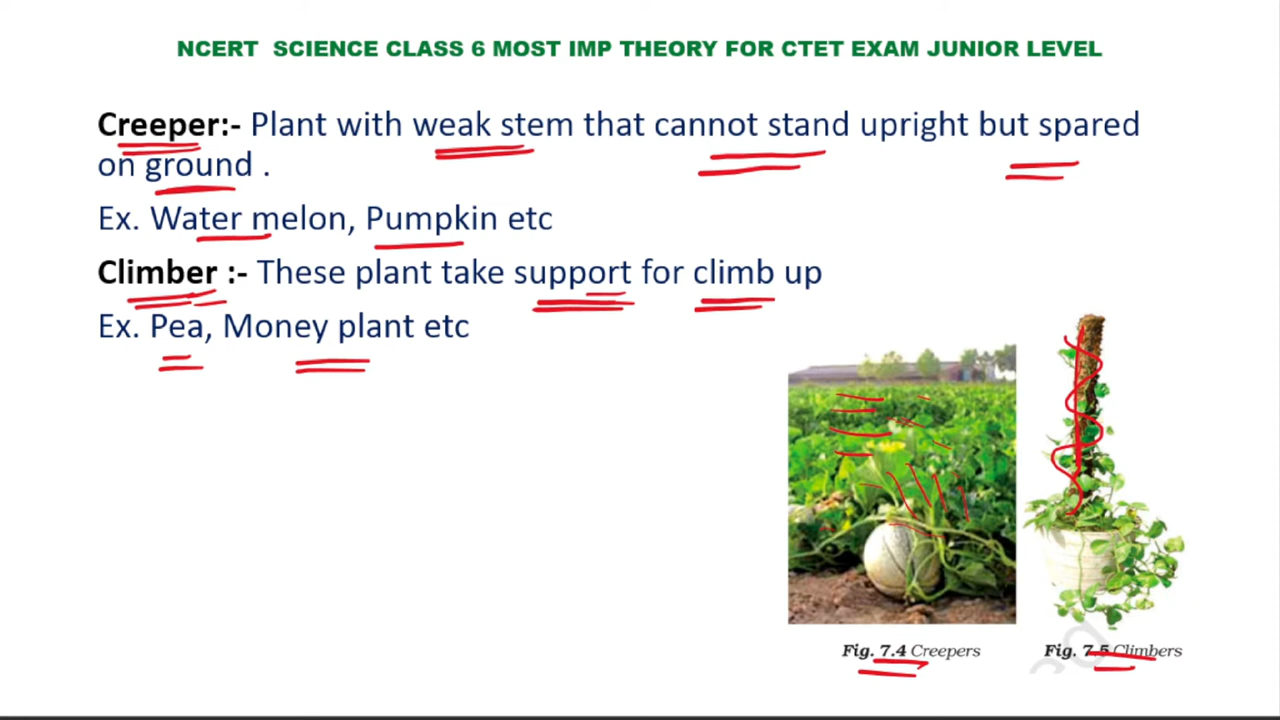 NCERT SCIENCE CLASS 6 MOST IMP THEORY FOR CTET EXAM JUNIOR LEVEL
Creeper:- Plant with weak stem that cannot stand upright but spared
on ground .
Ex. Water melon, Pumpkin etc
Climber :- These plant take support for climb up
Ex. Pea, Money plant etc
Fig. 7.4 Creepers
Fig. 7.5 Climbers